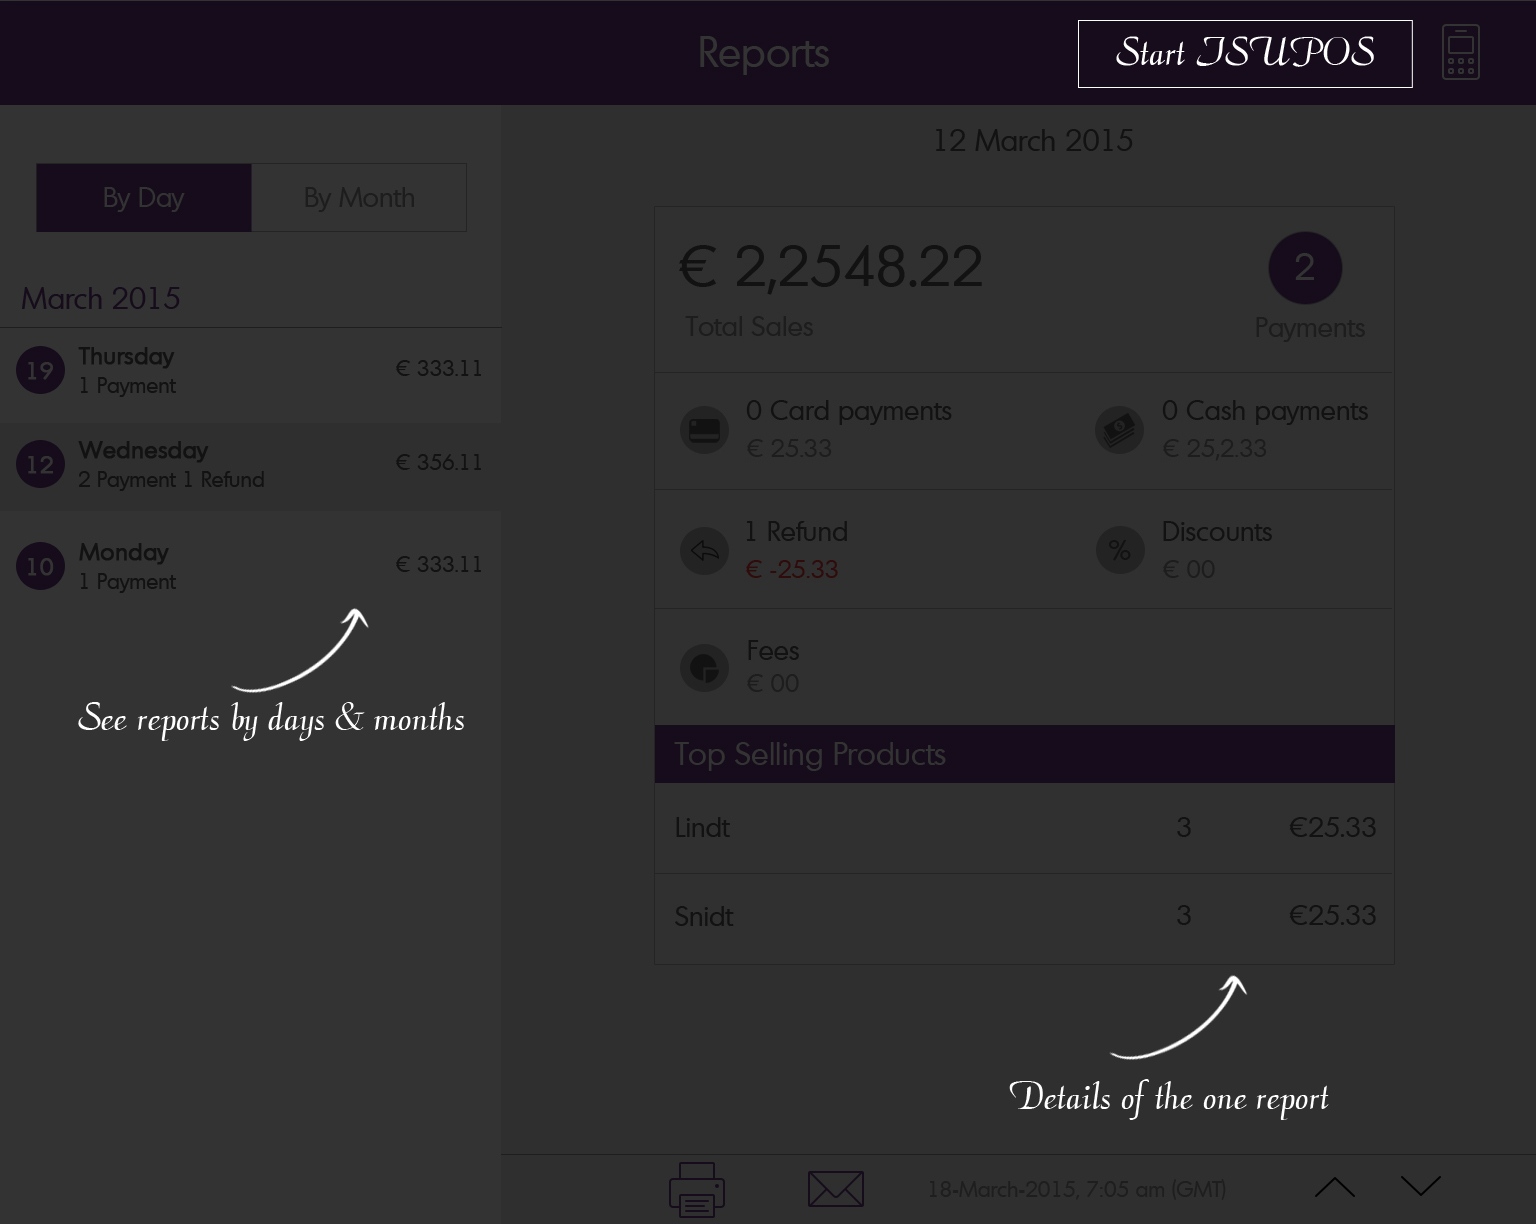 Reports
Start ISUPOS
By Day
By Month
March 2015
19
Thursday
1 Payment
€ 333.11
12
Wednesday
2 Payment 1 Refund
€ 356.11
10
Monday
1 Payment
€ 333.11
See reports by days & months
12 March 2015
€ 2,2548.22
Total Sales
2
Payments
0 Card payments
€ 25.33
0 Cash payments
€ 25,2.33
1 Refund
€ -25.33
%
Discounts
€ 00
Fees
€ 00
Top Selling Products
Lindt 3 €25.33
Snidt 3 €25.33
Details of the one report
18-March-2015, 7:05 am (GMT)